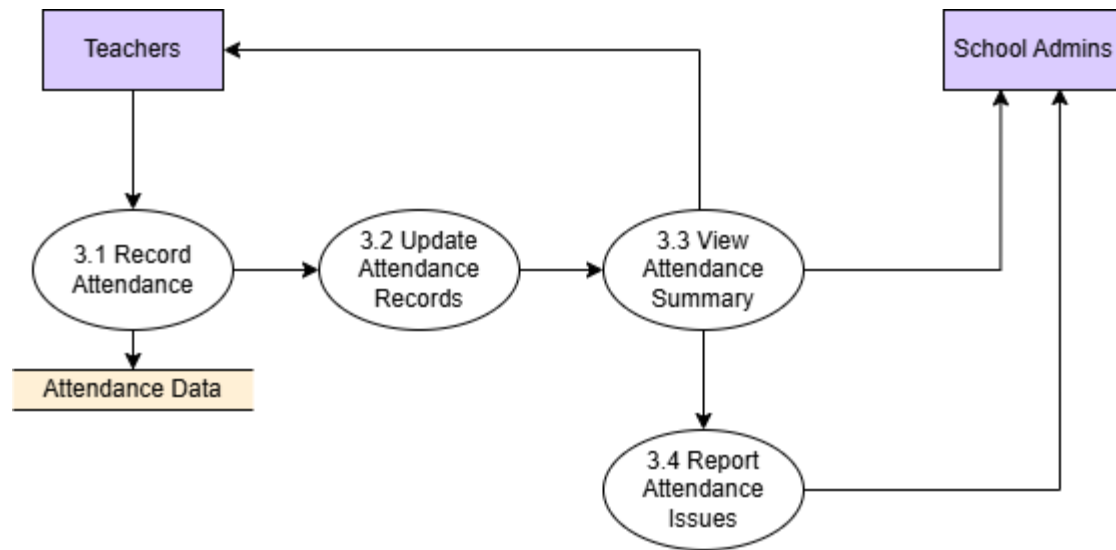 Teachers
School Admins
3.1 Record
Attendance
3.2 Update
Attendance
Records
3.3 View
Attendance
Summary
Attendance Data
3.4 Report
Attendance
Issues